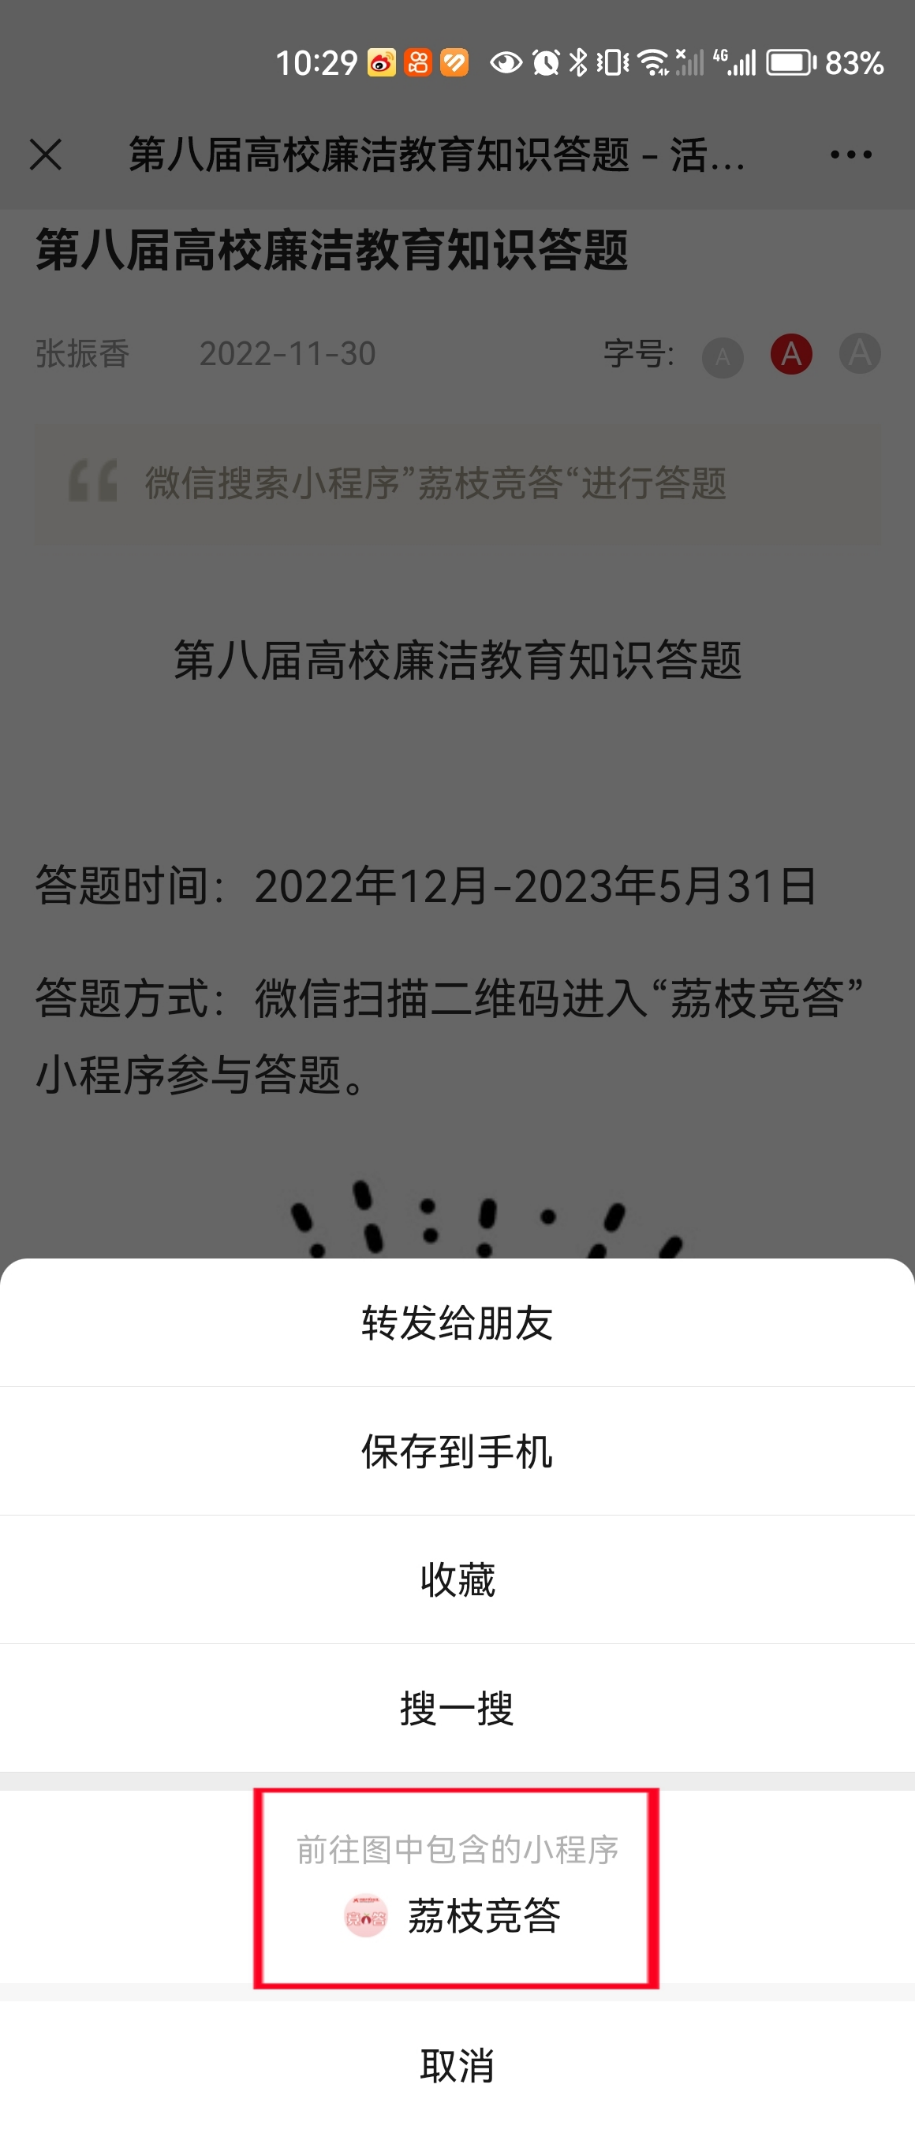 10:29 4G 83%
第八届高校廉洁教育知识答题 - 活...
第八届高校廉洁教育知识答题
张振香 2022-11-30 字号: A A A
微信搜索小程序”荔枝竞答“进行答题
第八届高校廉洁教育知识答题
答题时间：2022年12月-2023年5月31日
答题方式：微信扫描二维码进入“荔枝竞答”
小程序参与答题。
转发给朋友
保存到手机
收藏
搜一搜
前往图中包含的小程序
荔枝竞答
取消